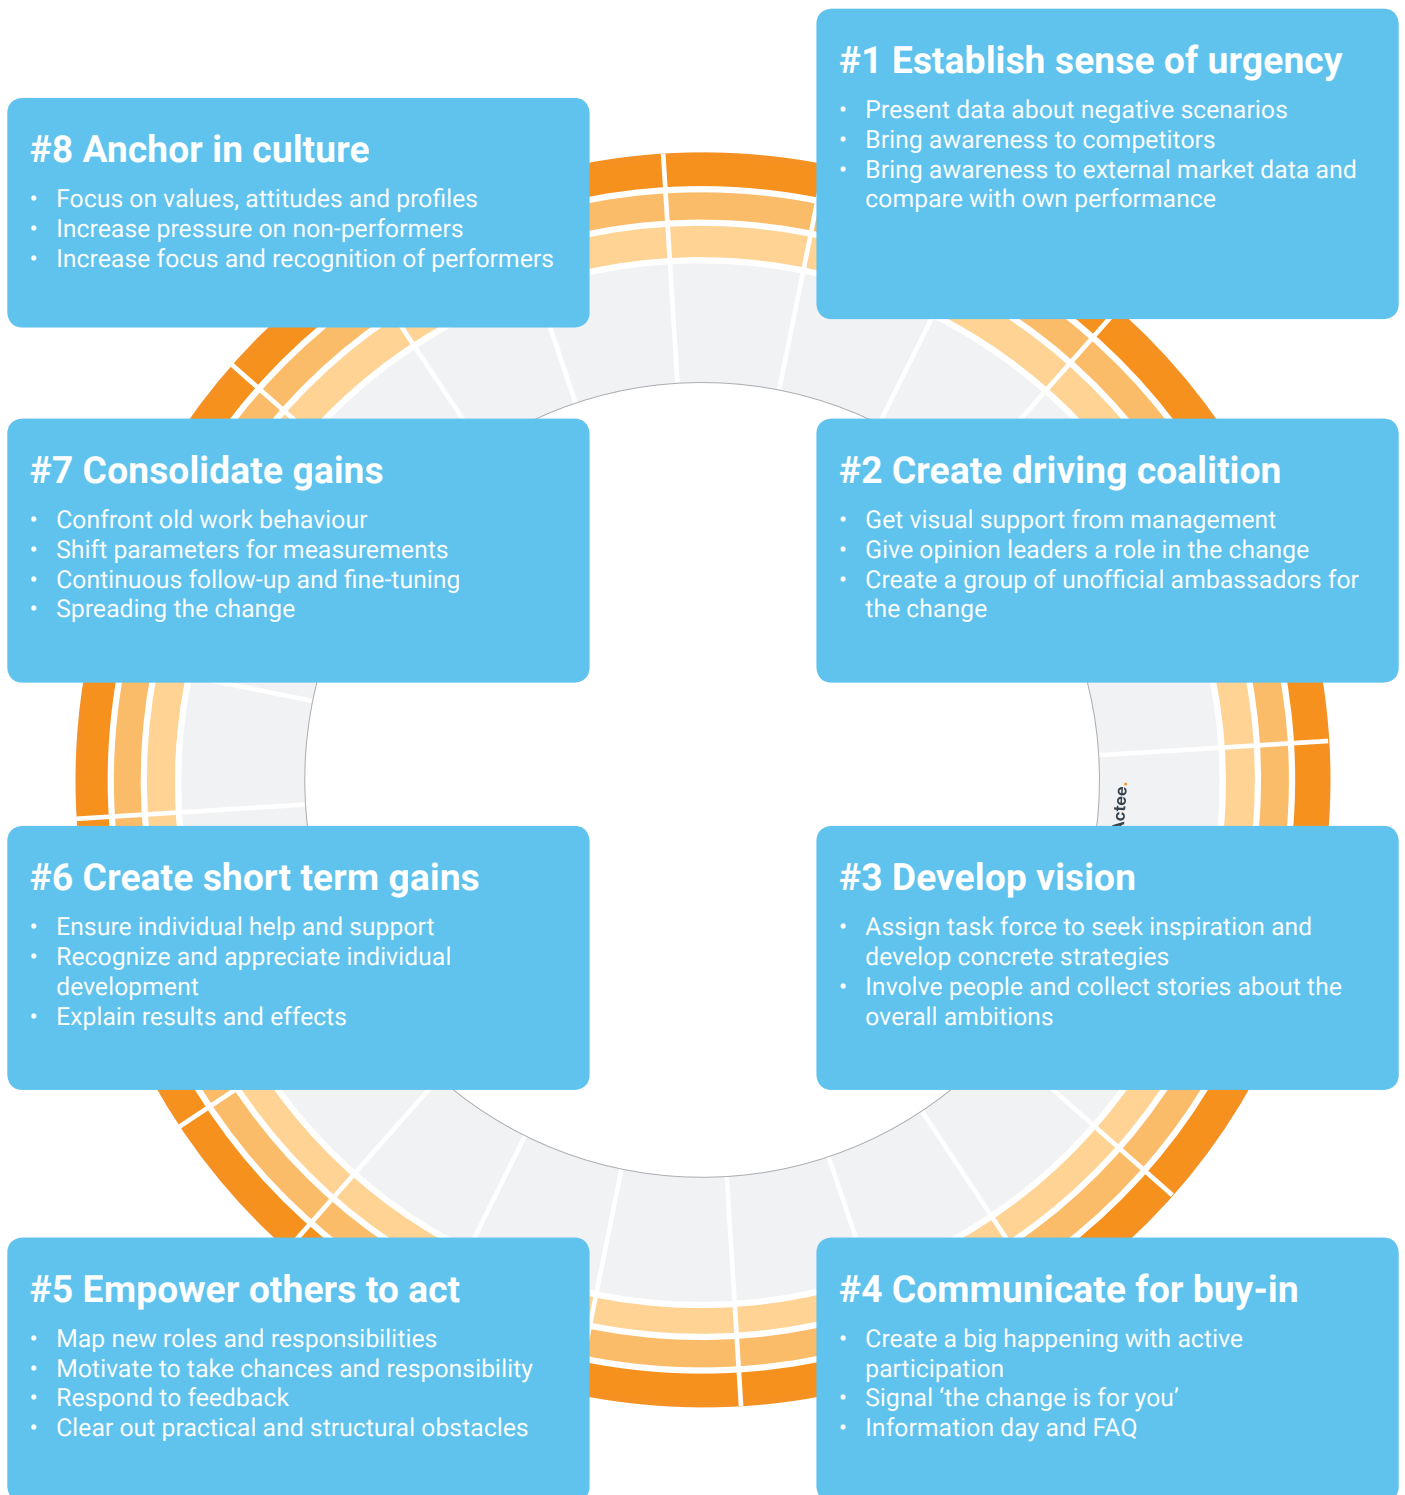 #1 Establish sense of urgency
• Present data about negative scenarios
• Bring awareness to competitors
• Bring awareness to external market data and
compare with own performance
#2 Create driving coalition
• Get visual support from management
• Give opinion leaders a role in the change
• Create a group of unofficial ambassadors for
the change
#3 Develop vision
• Assign task force to seek inspiration and
develop concrete strategies
• Involve people and collect stories about the
overall ambitions
#4 Communicate for buy-in
• Create a big happening with active
participation
• Signal ‘the change is for you’
• Information day and FAQ
#5 Empower others to act
• Map new roles and responsibilities
• Motivate to take chances and responsibility
• Respond to feedback
• Clear out practical and structural obstacles
#6 Create short term gains
• Ensure individual help and support
• Recognize and appreciate individual
development
• Explain results and effects
#7 Consolidate gains
• Confront old work behaviour
• Shift parameters for measurements
• Continuous follow-up and fine-tuning
• Spreading the change
#8 Anchor in culture
• Focus on values, attitudes and profiles
• Increase pressure on non-performers
• Increase focus and recognition of performers
Actee.